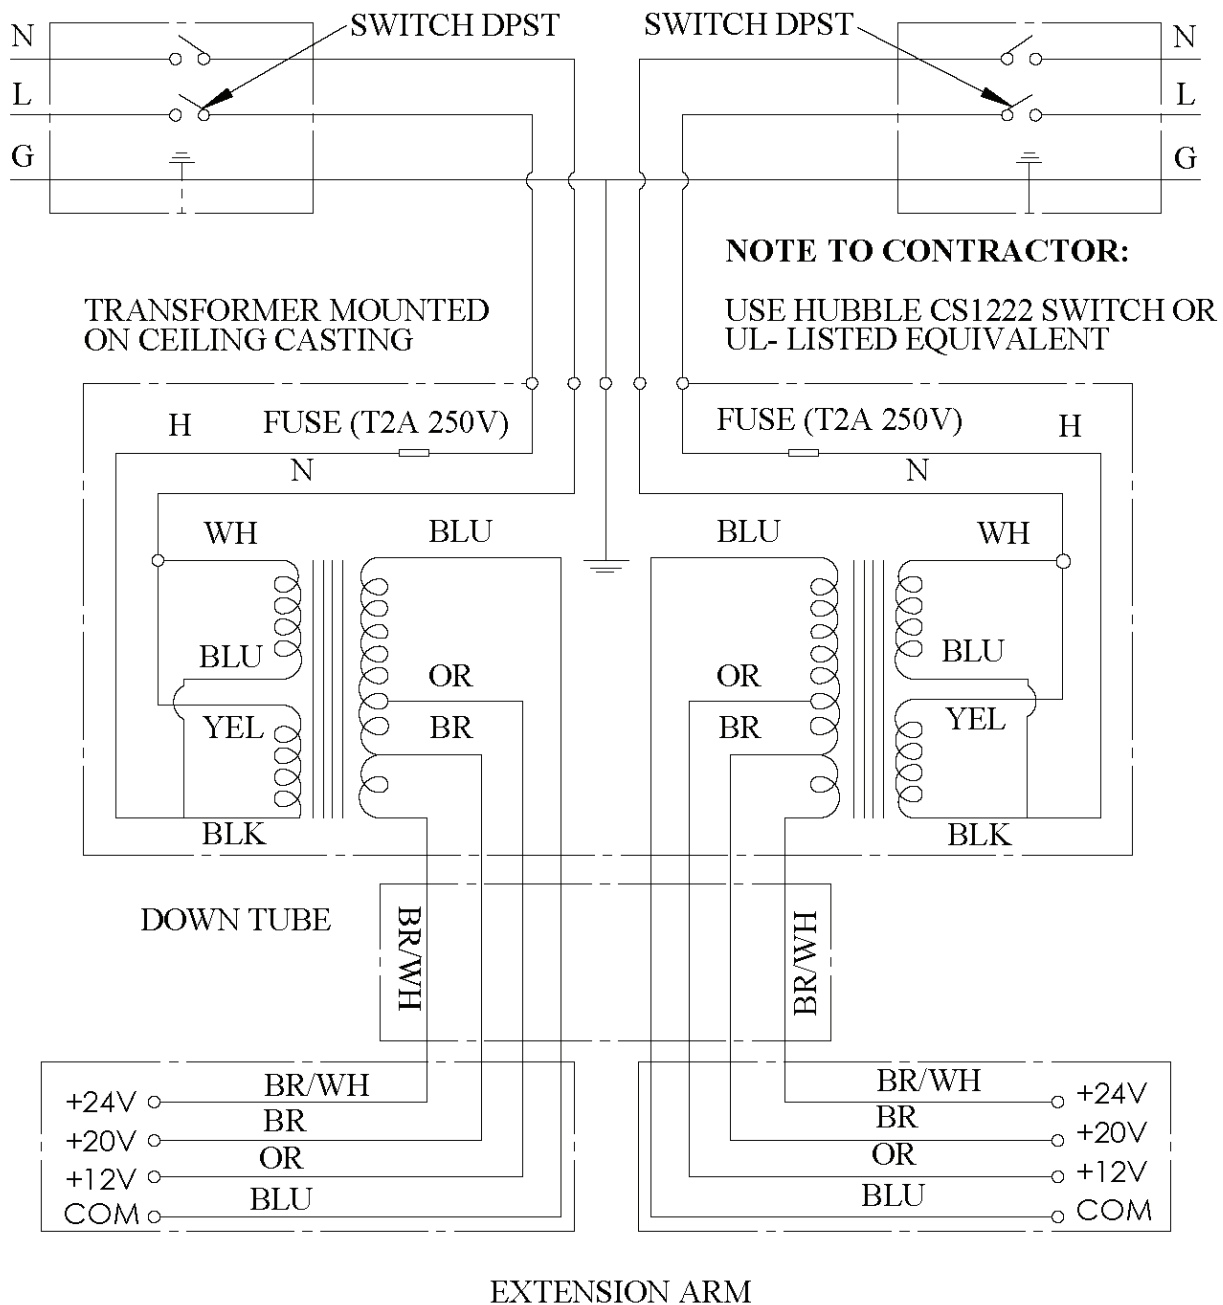 SWITCH DPST
SWITCH DPST
N
N
L
L
G
G
NOTE TO CONTRACTOR:
TRANSFORMER MOUNTED
ON CEILING CASTING
USE HUBBLE CS1222 SWITCH OR
UL- LISTED EQUIVALENT
H
FUSE (T2A 250V)
FUSE (T2A 250V)
H
N
N
WH
BLU
BLU
WH
BLU
OR
OR
BLU
YEL
BR
BR
YEL
BLK
BLK
DOWN TUBE
BR/WH
BR/WH
+24V
BR/WH
BR/WH
+24V
+20V
BR
BR
+20V
+12V
OR
OR
+12V
COM
BLU
BLU
COM
EXTENSION ARM